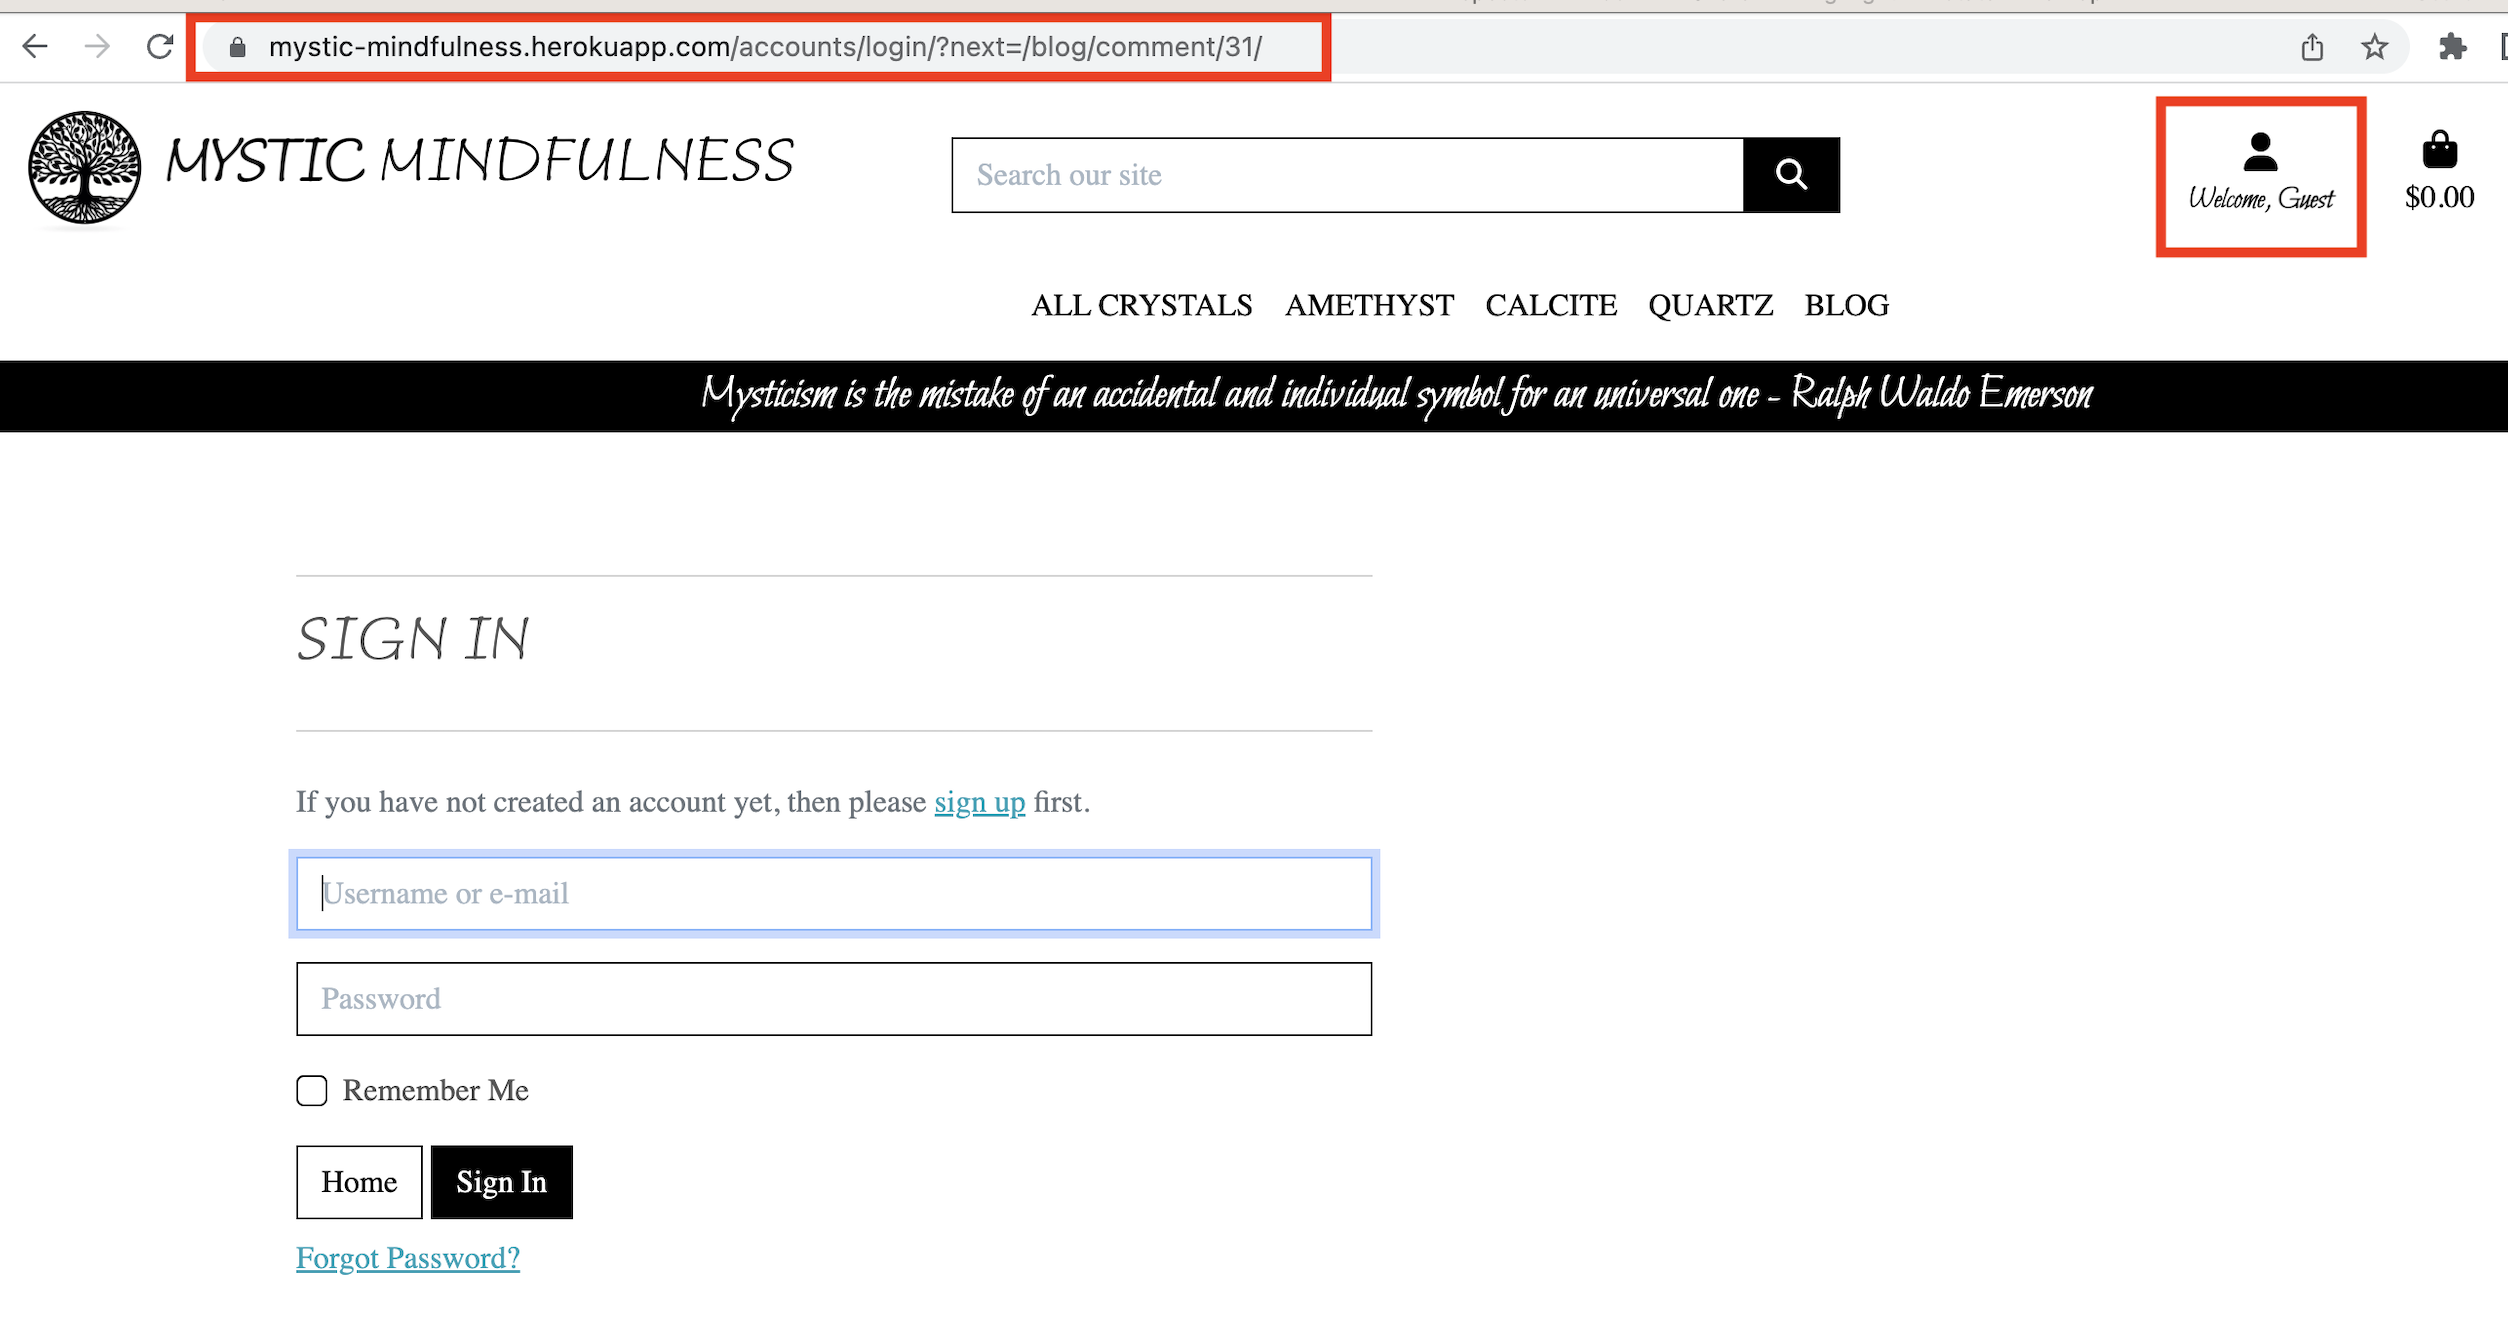 mystic-mindfulness.herokuapp.com/accounts/login/?next=/blog/comment/31/
MYSTIC MINDFULNESS
Search our site
Welcome, Guest
$0.00
ALL CRYSTALS AMETHYST CALCITE QUARTZ BLOG
Mysticism is the mistake of an accidental and individual symbol for an universal one - Ralph Waldo Emerson
SIGN IN
If you have not created an account yet, then please sign up first.
Username or e-mail
Password
Remember Me
Home Sign In
Forgot Password?